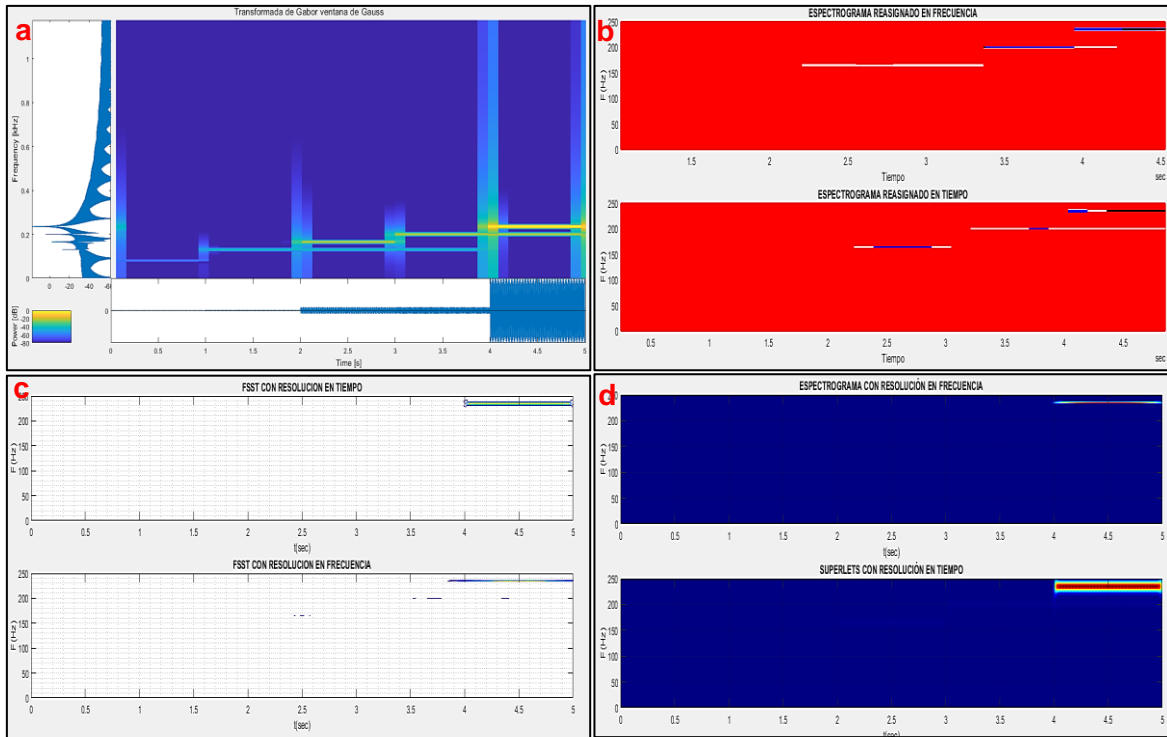 a
Transformada de Gabor ventana de Gauss
Frequency [kHz]
1
0.8
0.6
0.4
0.2
0
0 -20 -40 -60
Power [dB]
0
-20
-40
-60
-80
0
0 0.5 1 1.5 2 2.5 3 3.5 4 4.5 5
Time [s]
b
ESPECTROGRAMA REASIGNADO EN FRECUENCIA
F (Hz)
250
200
150
100
50
0
1.5 2 2.5 3 3.5 4 4.5
Tiempo
sec
ESPECTROGRAMA REASIGNADO EN TIEMPO
F (Hz)
250
200
150
100
50
0
0.5 1 1.5 2 2.5 3 3.5 4 4.5
Tiempo
sec
c
FSST CON RESOLUCION EN TIEMPO
F (Hz)
250
200
150
100
50
0
0 0.5 1 1.5 2 2.5 3 3.5 4 4.5 5
t(sec)
FSST CON RESOLUCION EN FRECUENCIA
F (Hz)
250
200
150
100
50
0
0 0.5 1 1.5 2 2.5 3 3.5 4 4.5 5
t(sec)
d
ESPECTROGRAMA CON RESOLUCIÓN EN FRECUENCIA
F (Hz)
250
200
150
100
50
0
0 0.5 1 1.5 2 2.5 3 3.5 4 4.5 5
t(sec)
SUPERLETS CON RESOLUCIÓN EN TIEMPO
F (Hz)
250
200
150
100
50
0
0 0.5 1 1.5 2 2.5 3 3.5 4 4.5 5
t(sec)